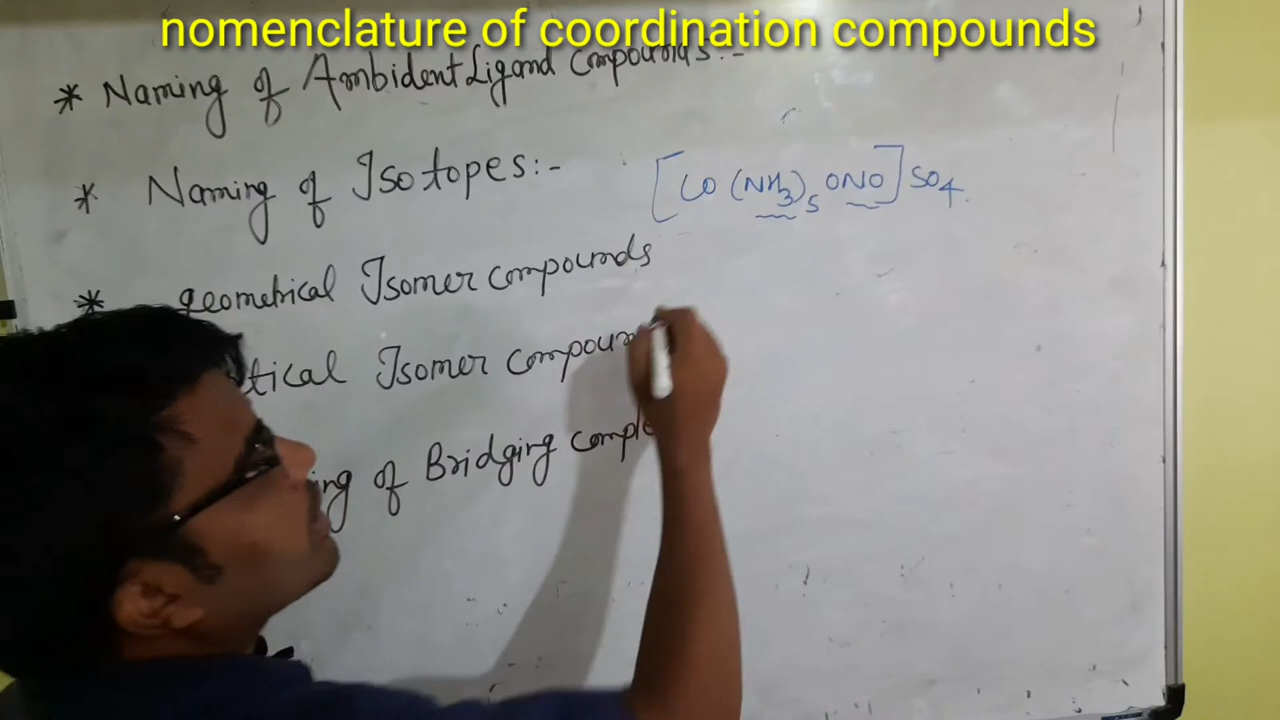 nomenclature of coordination compounds
* Naming of Ambident Ligand Compounds:-
* Naming of Isotopes:-
[CO (NH3)5 ONO] SO4.
* geometrical Isomer compounds
tical Isomer compoun
ing of Bridging comple